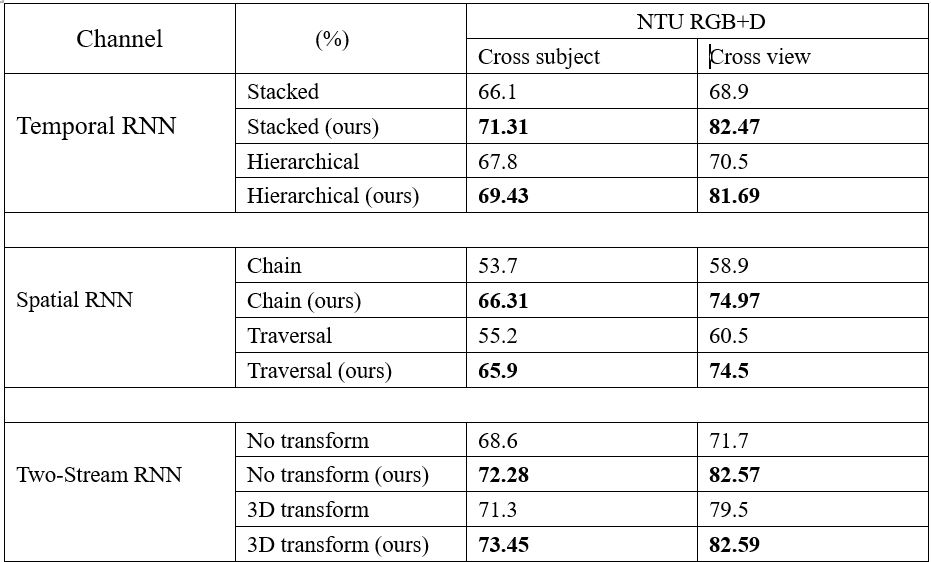 Channel (%) NTU RGB+D
Cross subject Cross view
Temporal RNN
Stacked 66.1 68.9
Stacked (ours) 71.31 82.47
Hierarchical 67.8 70.5
Hierarchical (ours) 69.43 81.69
Spatial RNN
Chain 53.7 58.9
Chain (ours) 66.31 74.97
Traversal 55.2 60.5
Traversal (ours) 65.9 74.5
Two-Stream RNN
No transform 68.6 71.7
No transform (ours) 72.28 82.57
3D transform 71.3 79.5
3D transform (ours) 73.45 82.59